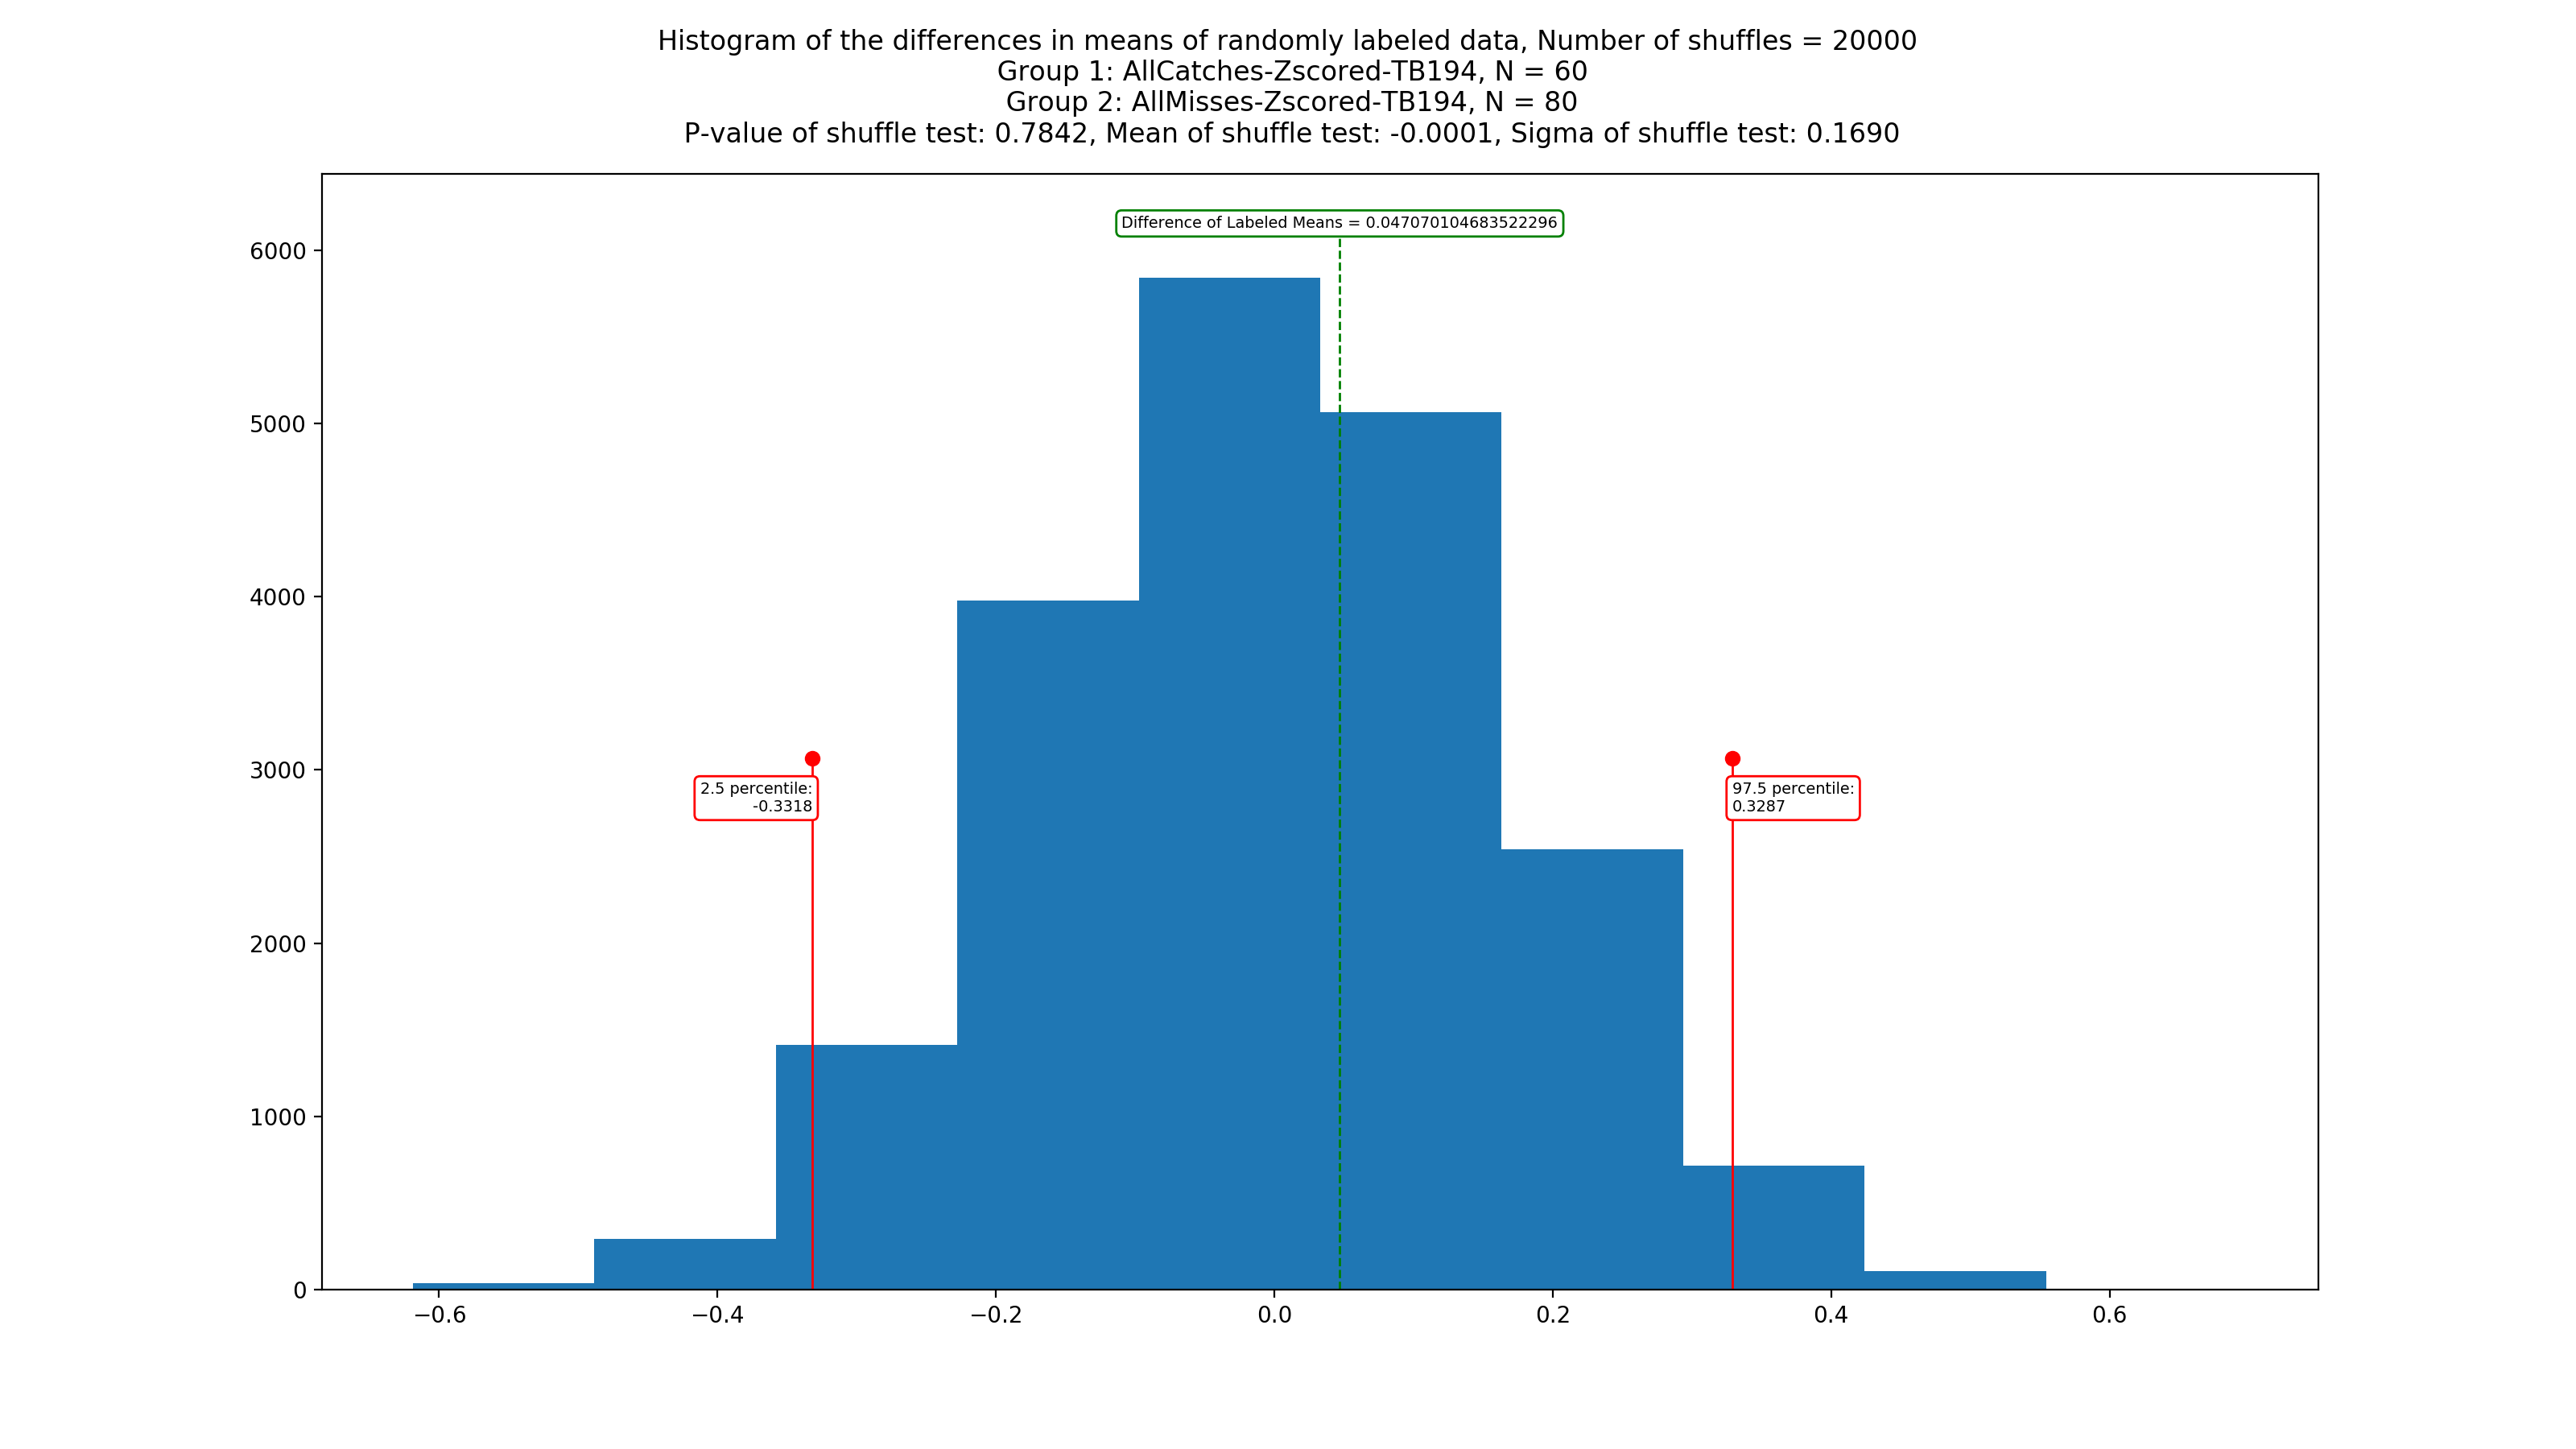 Histogram of the differences in means of randomly labeled data, Number of shuffles = 20000
Group 1: AllCatches-Zscored-TB194, N = 60
Group 2: AllMisses-Zscored-TB194, N = 80
P-value of shuffle test: 0.7842, Mean of shuffle test: -0.0001, Sigma of shuffle test: 0.1690
Difference of Labeled Means = 0.047070104683522296
6000
5000
4000
3000
2.5 percentile:
-0.3318
97.5 percentile:
0.3287
2000
1000
0
−0.6
−0.4
−0.2
0.0
0.2
0.4
0.6